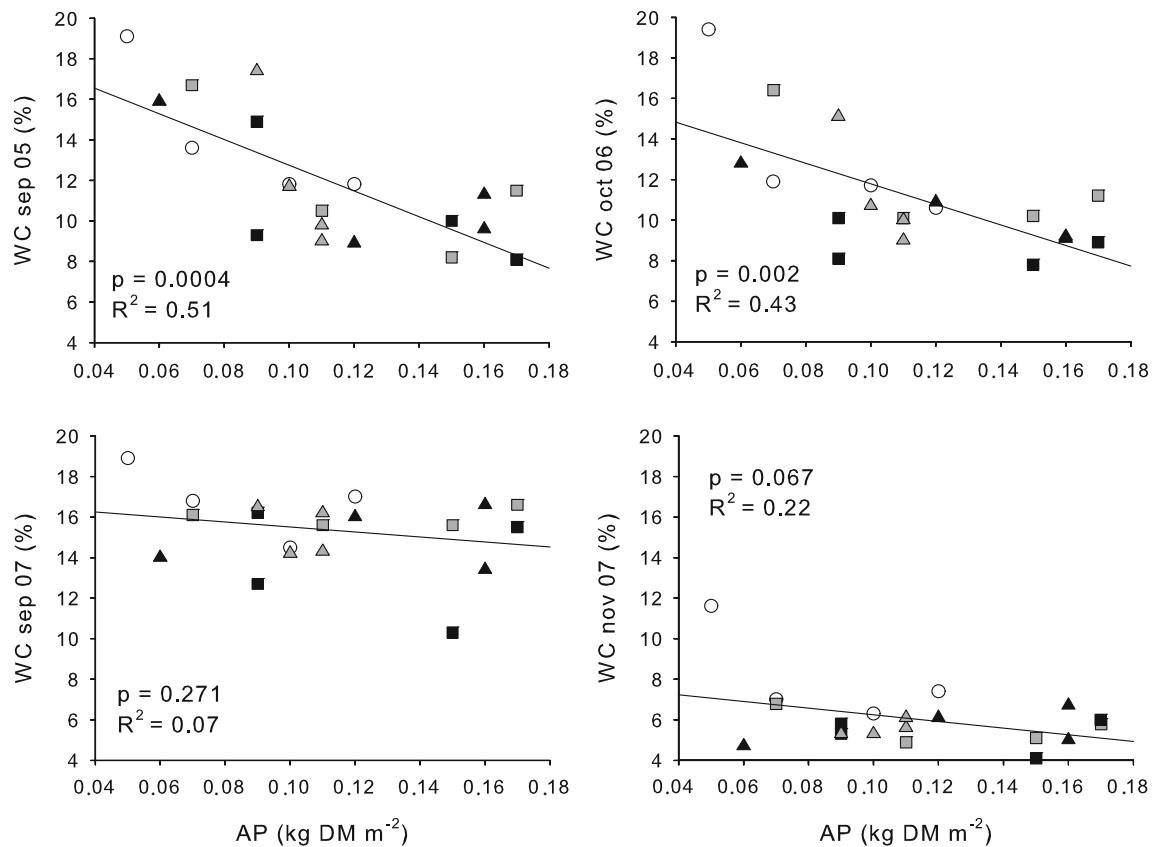 20
18
16
14
12
10
8
6
4
WC sep 05 (%)
p = 0.0004
R² = 0.51
0.04 0.06 0.08 0.10 0.12 0.14 0.16 0.18
20
18
16
14
12
10
8
6
4
WC oct 06 (%)
p = 0.002
R² = 0.43
0.04 0.06 0.08 0.10 0.12 0.14 0.16 0.18
20
18
16
14
12
10
8
6
4
WC sep 07 (%)
p = 0.271
R² = 0.07
0.04 0.06 0.08 0.10 0.12 0.14 0.16 0.18
AP (kg DM m⁻²)
20
18
16
14
12
10
8
6
4
WC nov 07 (%)
p = 0.067
R² = 0.22
0.04 0.06 0.08 0.10 0.12 0.14 0.16 0.18
AP (kg DM m⁻²)